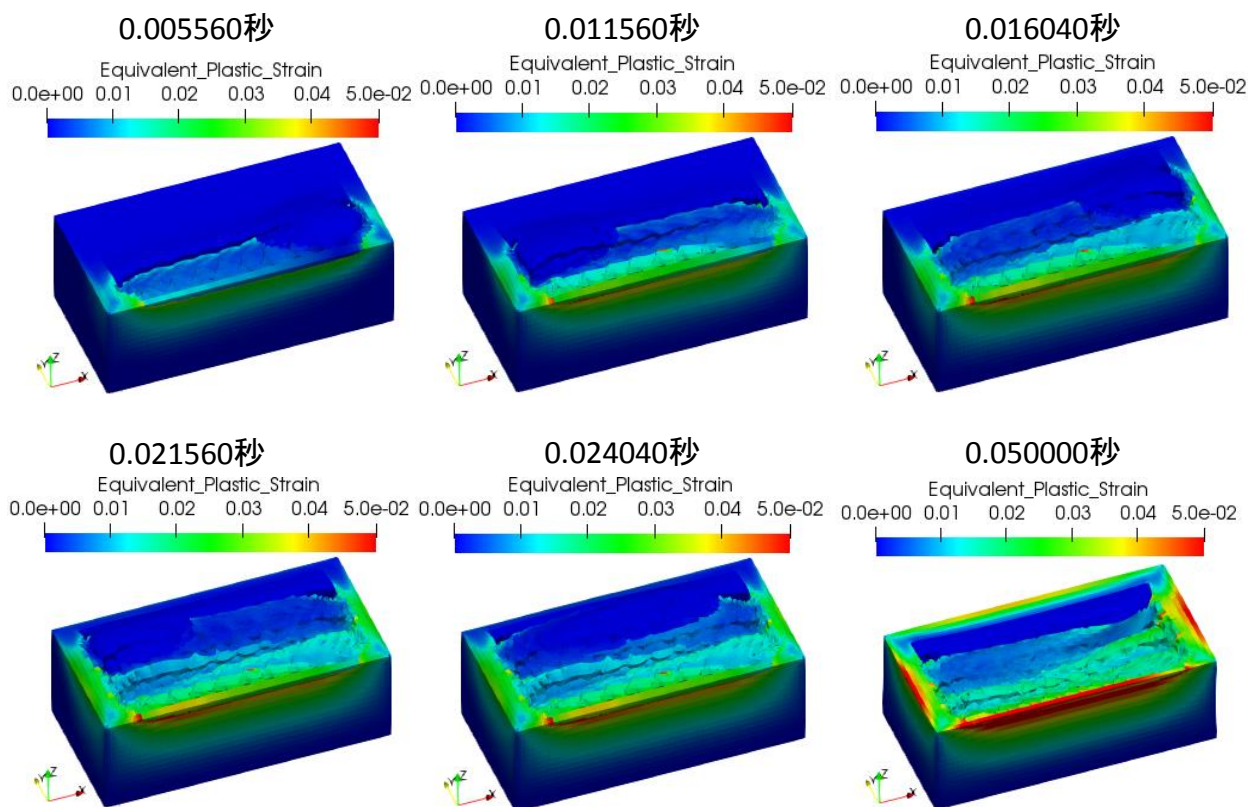 0.005560秒
Equivalent_Plastic_Strain
0.0e+00 0.01 0.02 0.03 5.0e-02
Y Z X
0.011560秒
Equivalent_Plastic_Strain
0.0e+00 0.01 0.02 0.03 5.0e-02
Y Z X
0.016040秒
Equivalent_Plastic_Strain
0.0e+00 0.01 0.02 0.03 5.0e-02
Y Z X
0.021560秒
Equivalent_Plastic_Strain
0.0e+00 0.01 0.02 0.03 0.04 5.0e-02
Y Z X
0.024040秒
Equivalent_Plastic_Strain
0.0e+00 0.01 0.02 0.03 0.04 5.0e-02
Y Z X
0.050000秒
Equivalent_Plastic_Strain
0.0e+00 0.01 0.02 0.03 0.04 5.0e-02
Y Z X